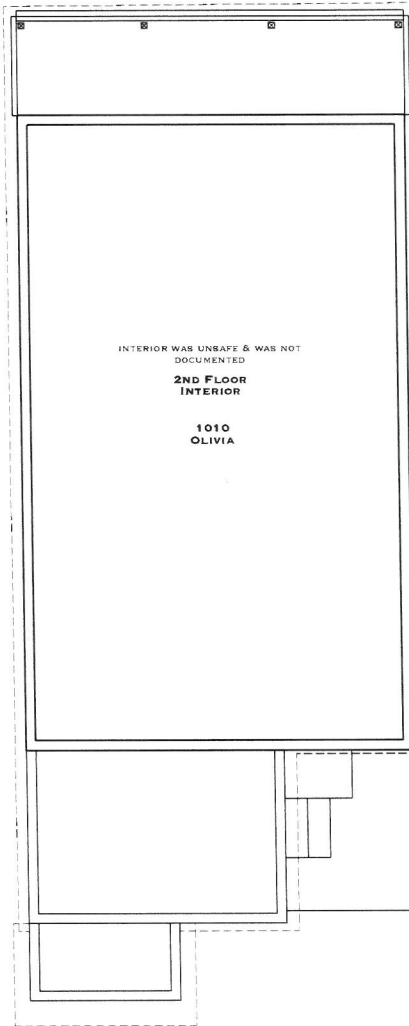 INTERIOR WAS UNSAFE & WAS NOT
DOCUMENTED
2ND FLOOR
INTERIOR
1010
OLIVIA